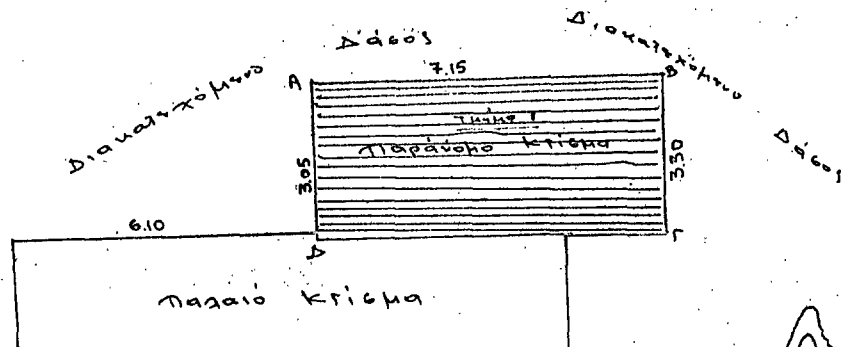 Διακατεχόμενο Δάσος
Διακατεχόμενο Δάσος
Α 7.15 Β
Τμήμα Γ
Παράνομο Κτίσμα
3.05
3.30
6.10
Δ
Γ
Παλαιό Κτίσμα